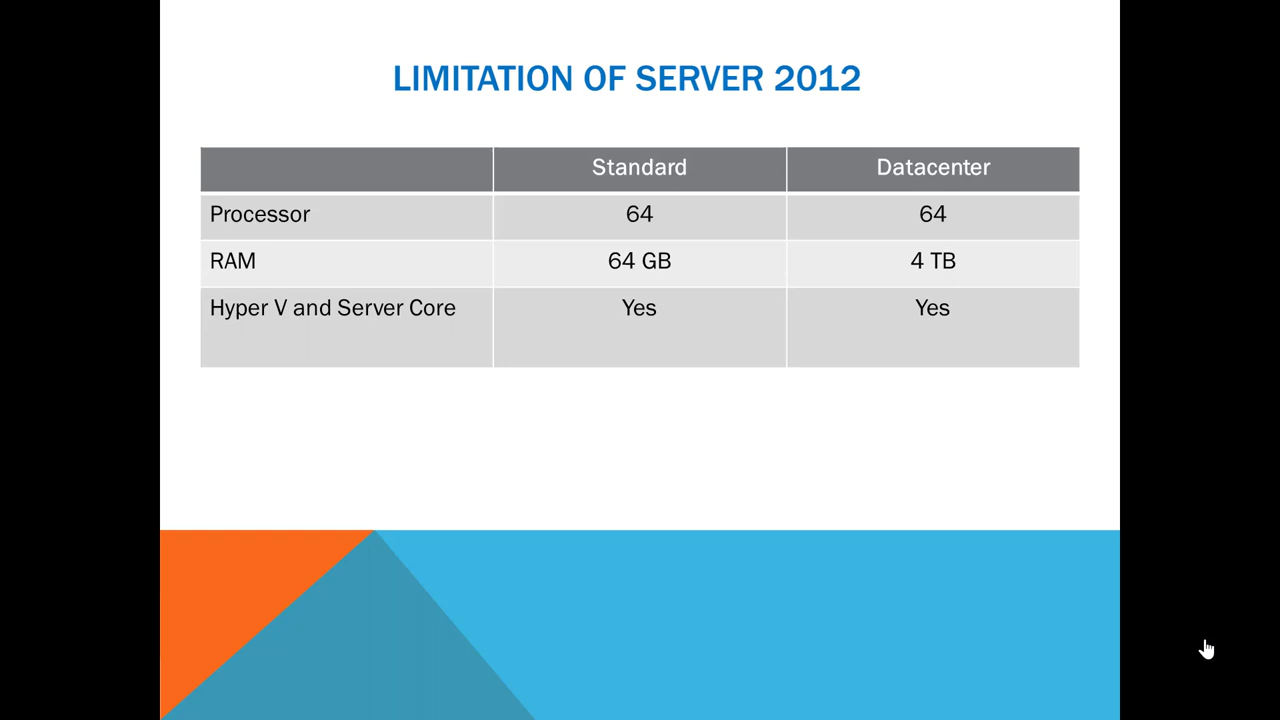 LIMITATION OF SERVER 2012
Standard Datacenter
Processor 64 64
RAM 64 GB 4 TB
Hyper V and Server Core Yes Yes